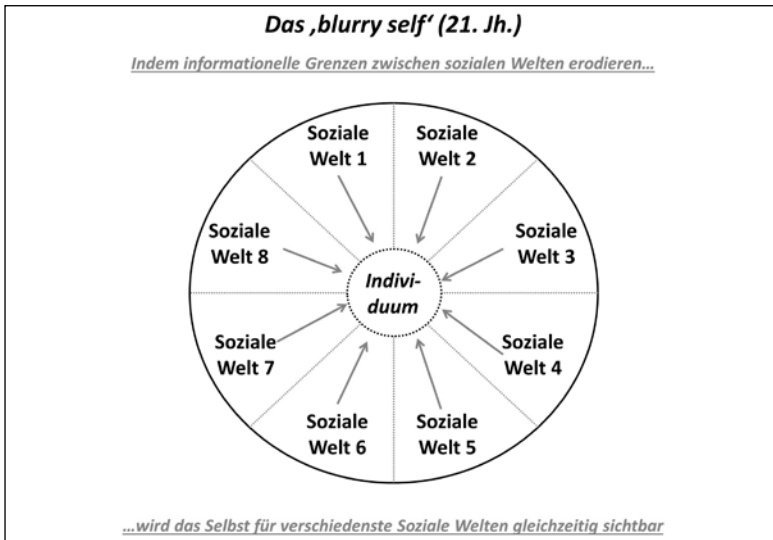 Das ‚blurry self‘ (21. Jh.)
Indem informationelle Grenzen zwischen sozialen Welten erodieren…
Soziale
Welt 1
Soziale
Welt 2
Soziale
Welt 3
Soziale
Welt 4
Soziale
Welt 5
Soziale
Welt 6
Soziale
Welt 7
Soziale
Welt 8
Indivi-
duum
…wird das Selbst für verschiedenste Soziale Welten gleichzeitig sichtbar